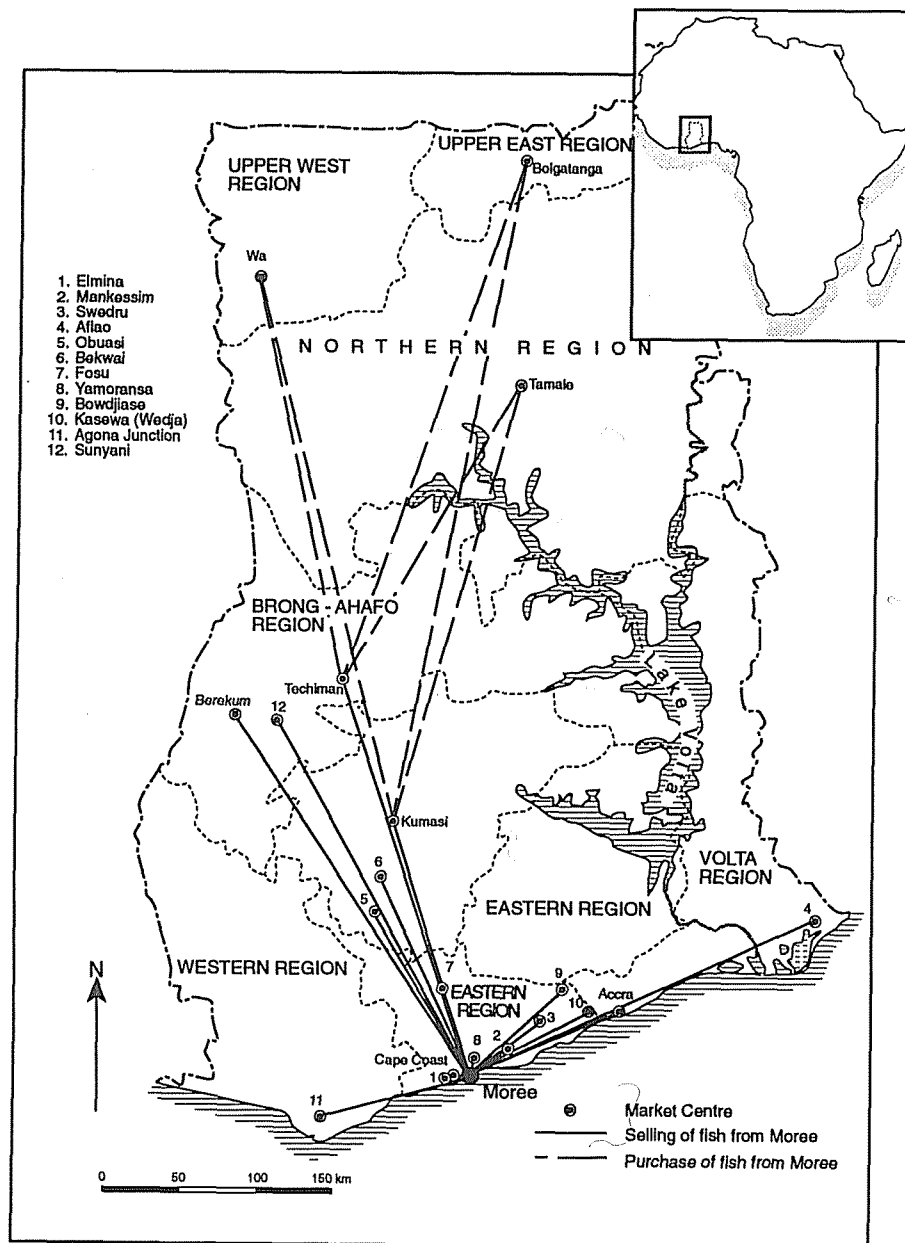 UPPER EAST REGION
Bolgatanga
UPPER WEST
REGION
Wa
1. Elmina
2. Mankessim
3. Swedru
4. Aflao
5. Obuasi
6. Bekwai
7. Fosu
8. Yamoransa
9. Bowdjiase
10. Kasewa (Wedja)
11. Agona Junction
12. Sunyani
NORTHERN REGION
Tamale
BRONG - AHAFO
REGION
Techiman
Berekum
12
Lake Volta
Kumasi
6
5
VOLTA
REGION
EASTERN REGION
4
WESTERN REGION
N
7
EASTERN
REGION
9
10
Accra
3
2
8
Cape Coast
1
Moree
11
Market Centre
Selling of fish from Moree
Purchase of fish from Moree
0 50 100 150 km